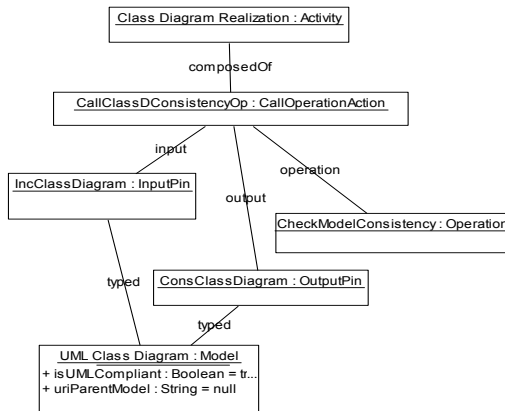 Class Diagram Realization : Activity
composedOf
CallClassDConsistencyOp : CallOperationAction
input
operation
IncClassDiagram : InputPin
output
CheckModelConsistency : Operation
ConsClassDiagram : OutputPin
typed
typed
UML Class Diagram : Model
+ isUMLCompliant : Boolean = tr...
+ uriParentModel : String = null